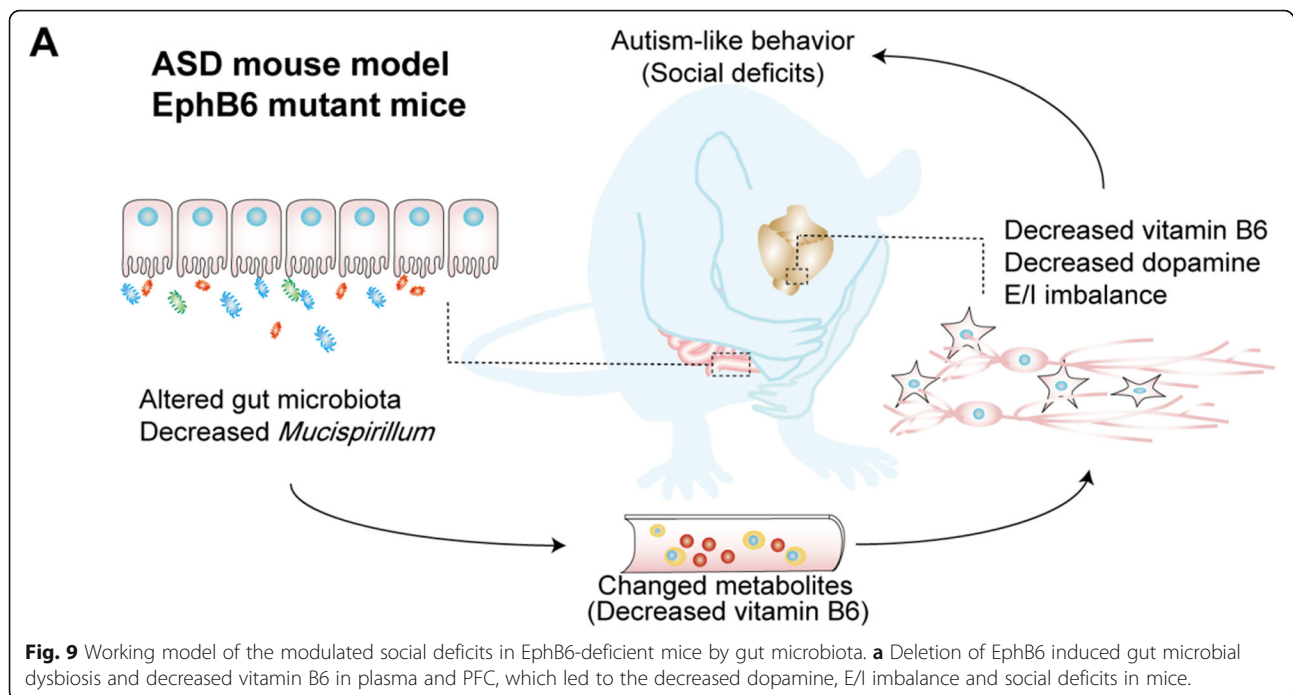 A
ASD mouse model
EphB6 mutant mice
Autism-like behavior
(Social deficits)
Decreased vitamin B6
Decreased dopamine
E/I imbalance
Altered gut microbiota
Decreased Mucispirillum
Changed metabolites
(Decreased vitamin B6)
Fig. 9 Working model of the modulated social deficits in EphB6-deficient mice by gut microbiota. a Deletion of EphB6 induced gut microbial
dysbiosis and decreased vitamin B6 in plasma and PFC, which led to the decreased dopamine, E/I imbalance and social deficits in mice.